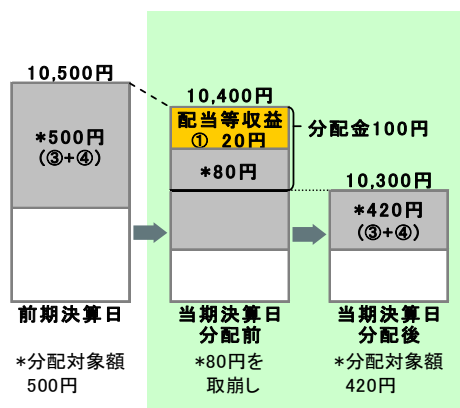 10,500円
*500円
(③+④)
前期決算日
*分配対象額
500円
10,400円
配当等収益
① 20円
*80円
分配金100円
当期決算日
分配前
*80円を
取崩し
10,300円
*420円
(③+④)
当期決算日
分配後
*分配対象額
420円